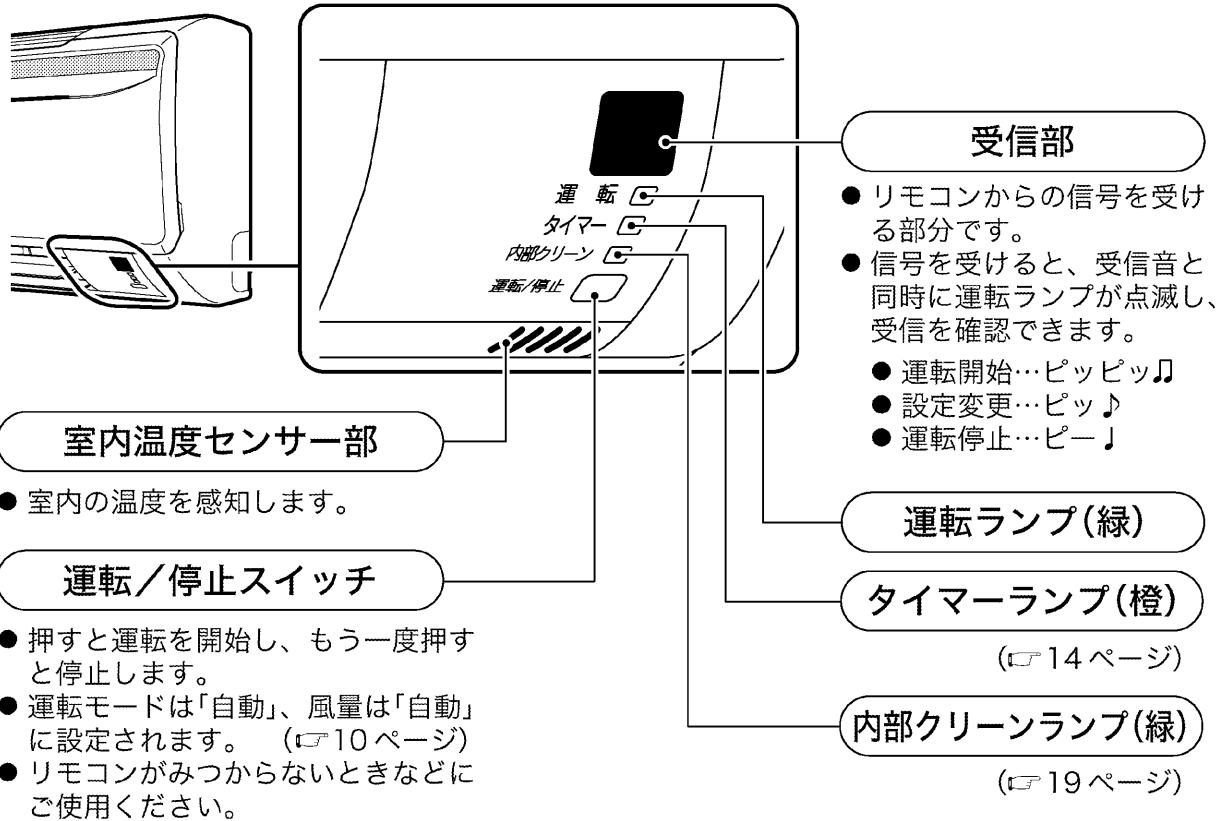 運 転
タイマー
内部クリーン
運転/停止
受信部
● リモコンからの信号を受け
る部分です。
● 信号を受けると、受信音と
同時に運転ランプが点滅し、
受信を確認できます。
● 運転開始…ピッピッ♫
● 設定変更…ピッ♪
● 運転停止…ピー♩
室内温度センサー部
● 室内の温度を感知します。
運転／停止スイッチ
● 押すと運転を開始し、もう一度押す
と停止します。
● 運転モードは「自動」、風量は「自動」
に設定されます。 （☞10ページ）
● リモコンがみつからないときなどに
ご使用ください。
運転ランプ（緑）
タイマーランプ（橙）
（☞14ページ）
内部クリーンランプ（緑）
（☞19ページ）